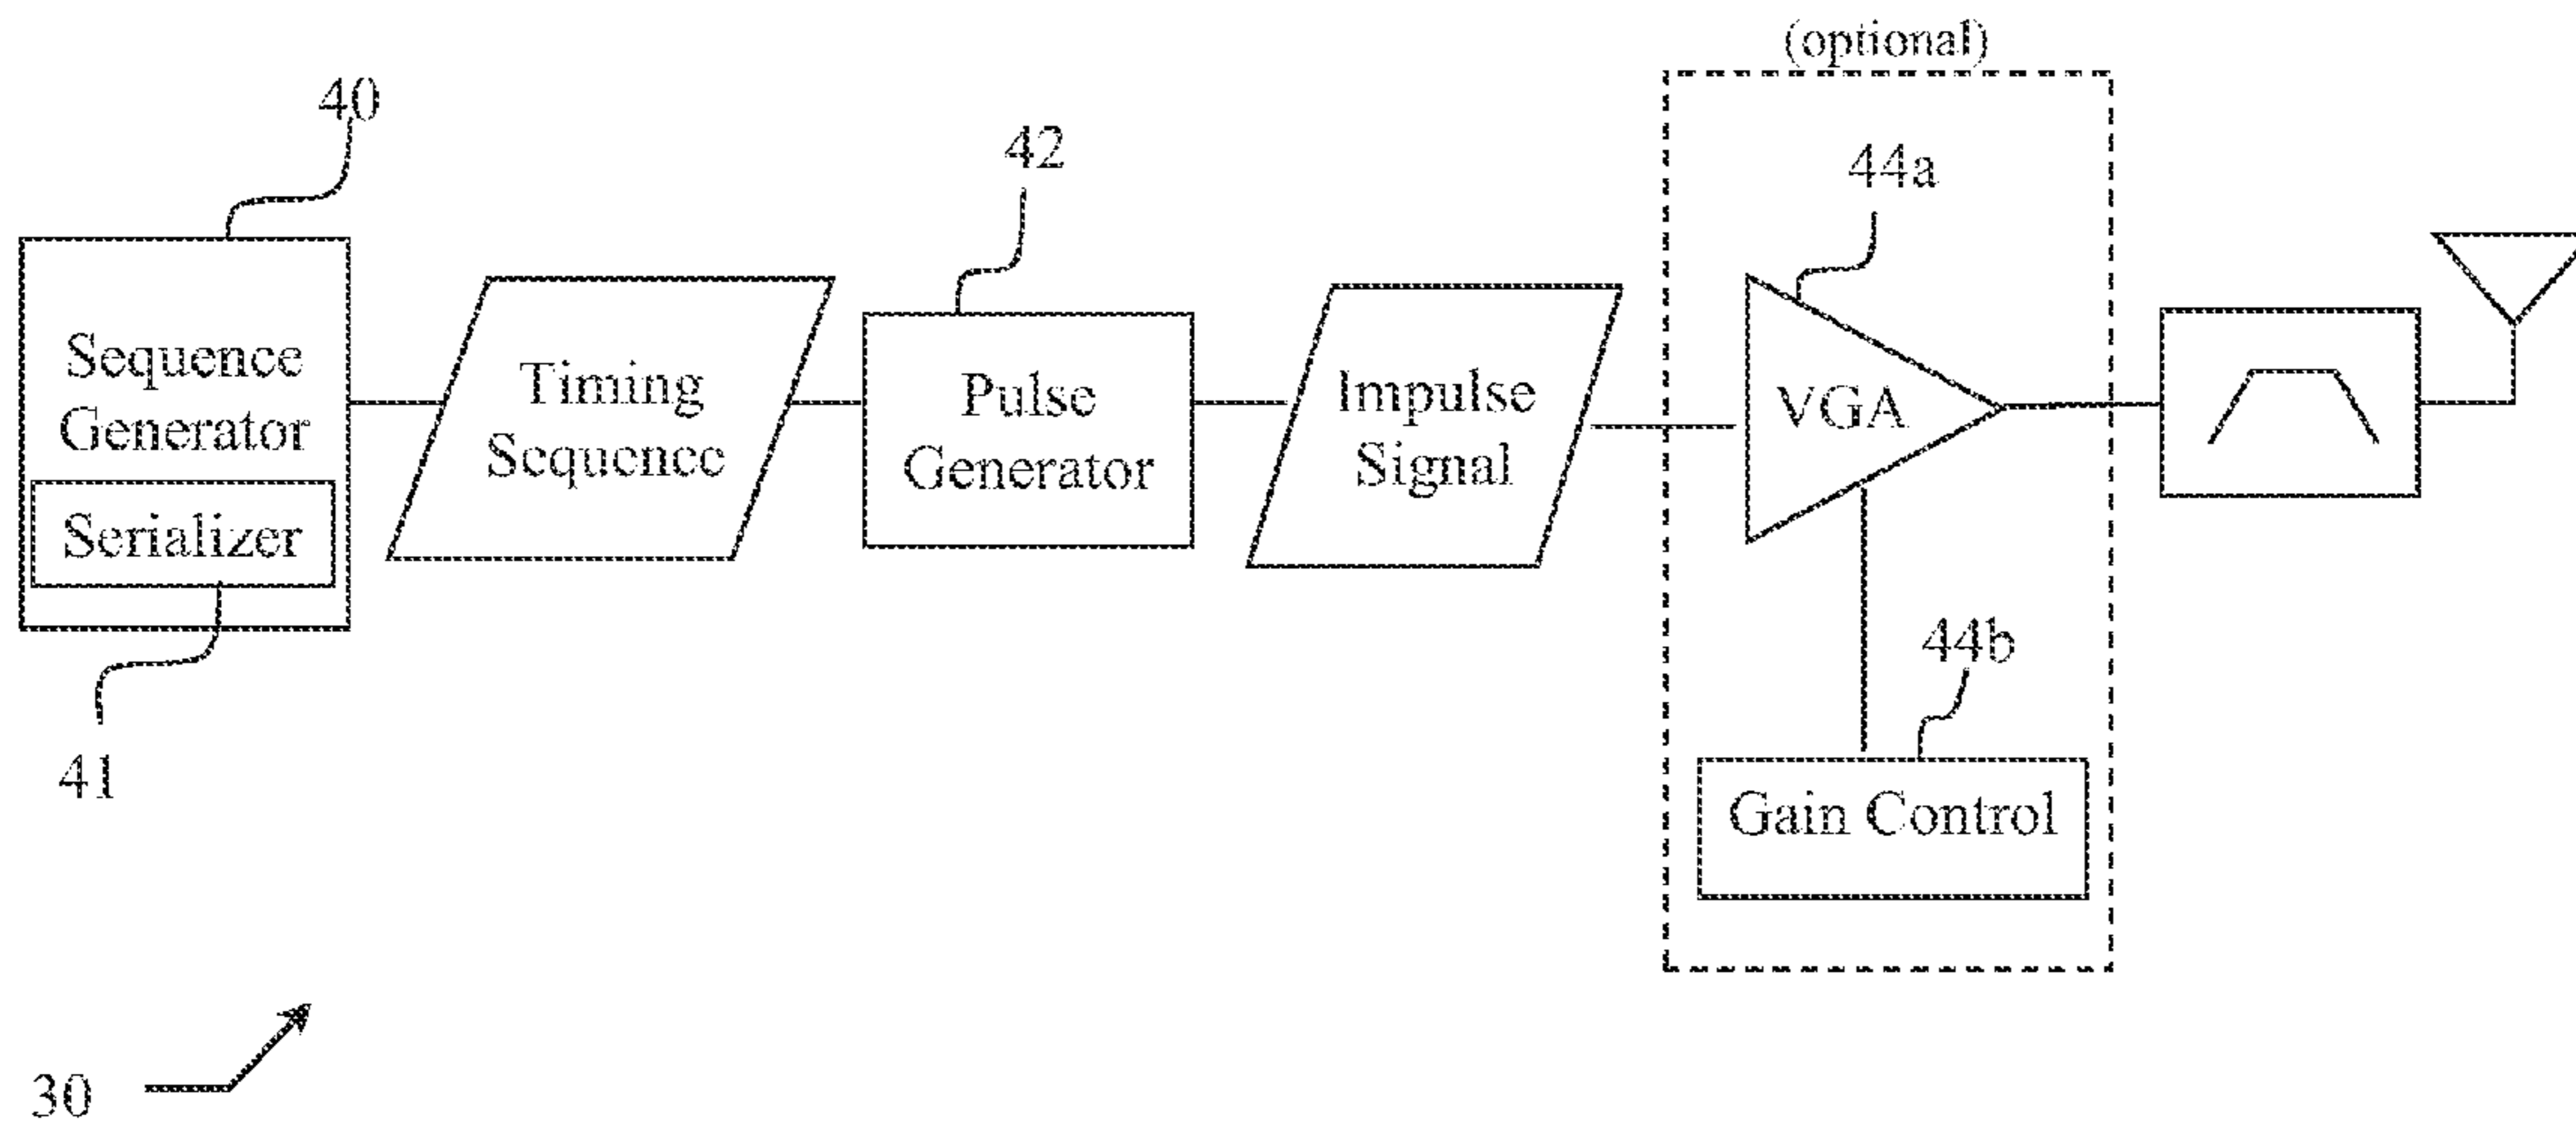 (optional)
40
42
44a
Sequence
Generator
Serializer
Timing
Sequence
Pulse
Generator
Impulse
Signal
VGA
44b
Gain Control
41
30